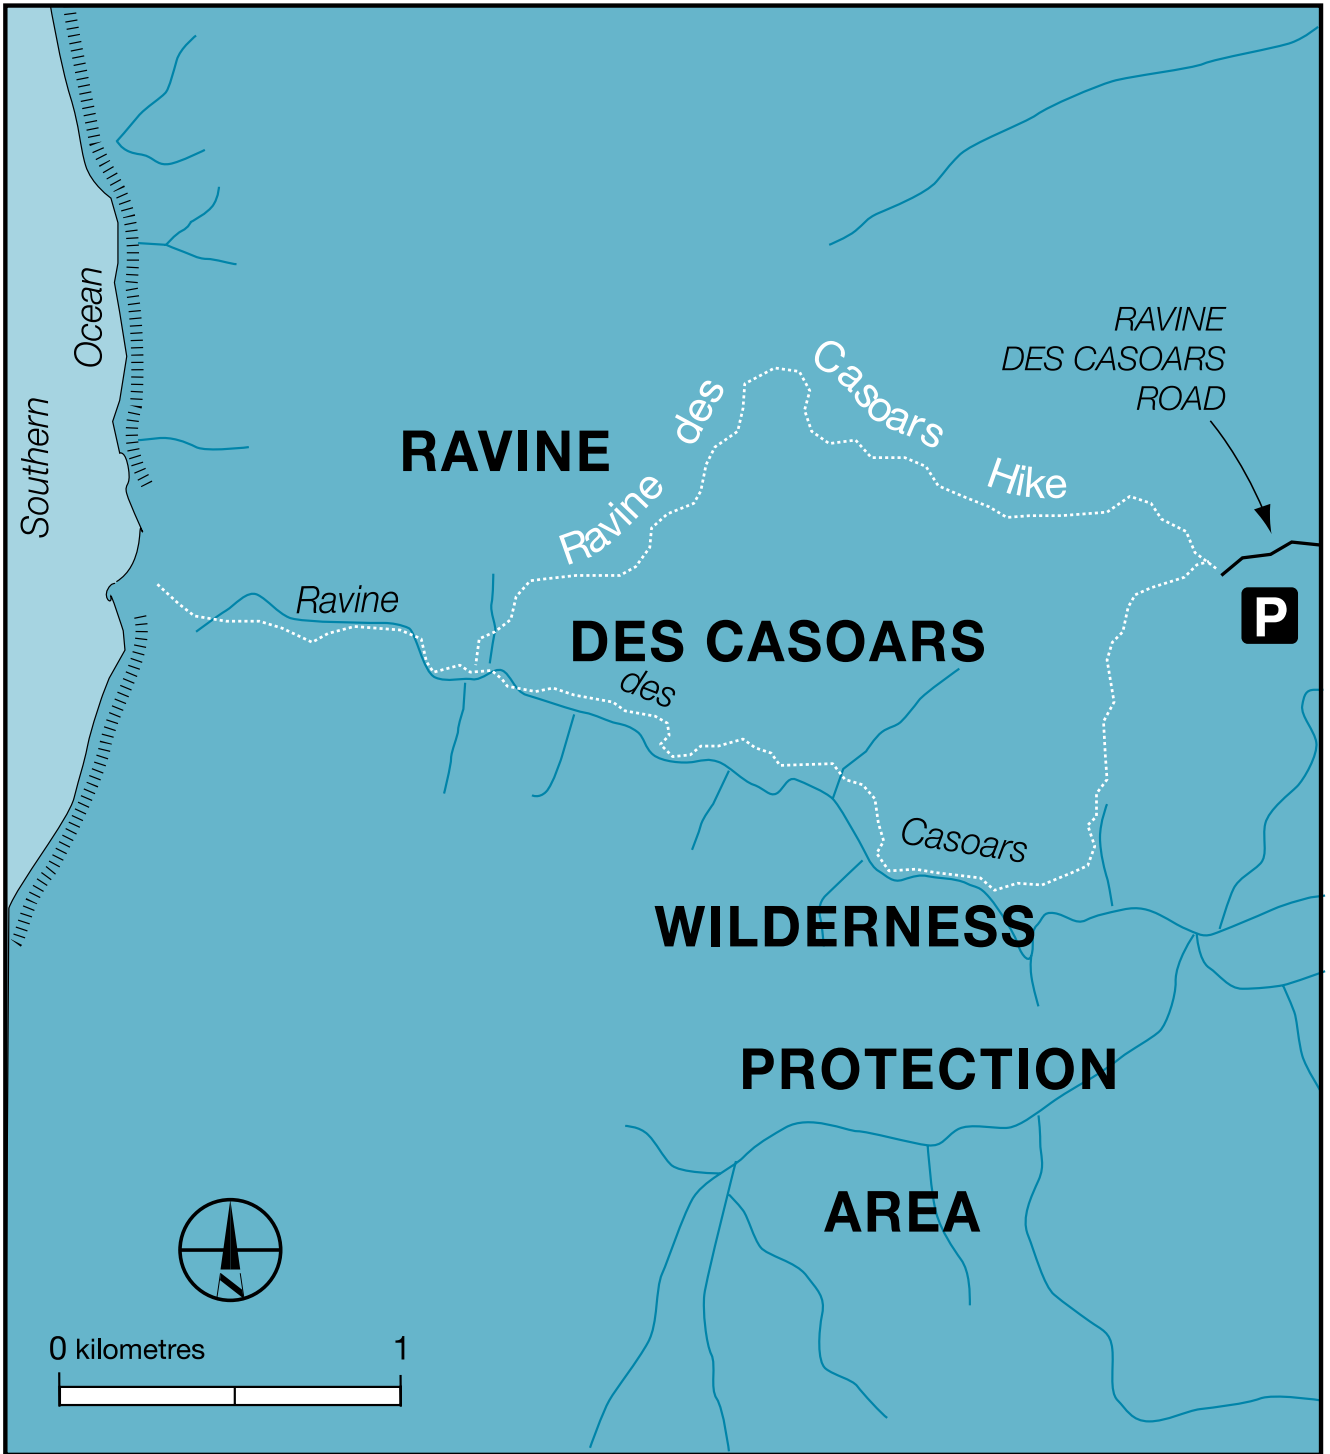 RAVINE
DES CASOARS
ROAD
Ravine des Casoars Hike
Southern Ocean
RAVINE
DES CASOARS
WILDERNESS
PROTECTION
AREA
Ravine des Casoars
P
N
0 kilometres 1